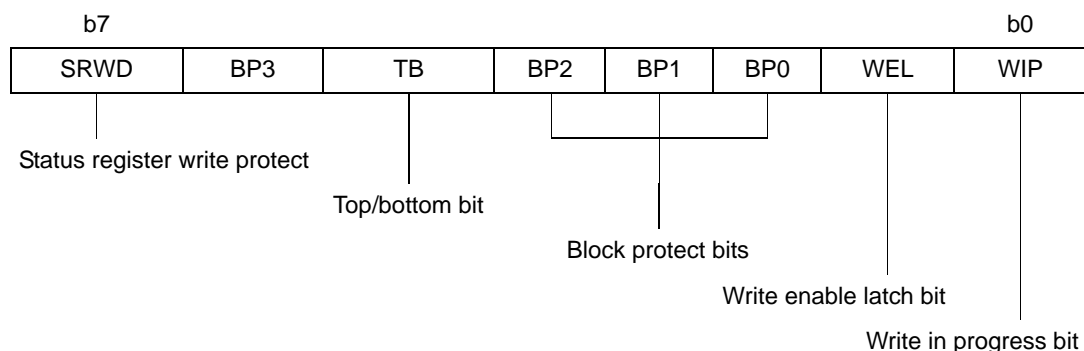 b7 b0
SRWD BP3 TB BP2 BP1 BP0 WEL WIP
Status register write protect
Top/bottom bit
Block protect bits
Write enable latch bit
Write in progress bit